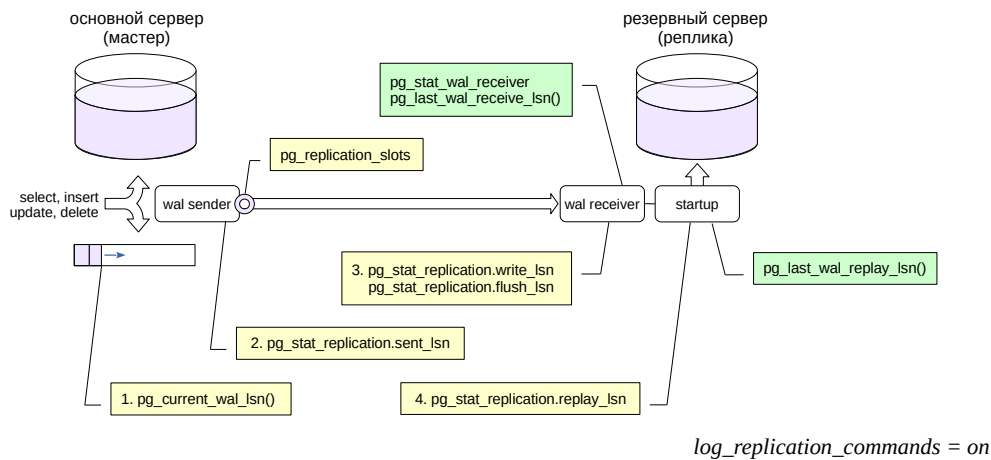 основной сервер
(мастер)
резервный сервер
(реплика)
pg_stat_wal_receiver
pg_last_wal_receive_lsn()
pg_replication_slots
select, insert
update, delete
wal sender
wal receiver
startup
3. pg_stat_replication.write_lsn
pg_stat_replication.flush_lsn
pg_last_wal_replay_lsn()
2. pg_stat_replication.sent_lsn
1. pg_current_wal_lsn()
4. pg_stat_replication.replay_lsn
log_replication_commands = on